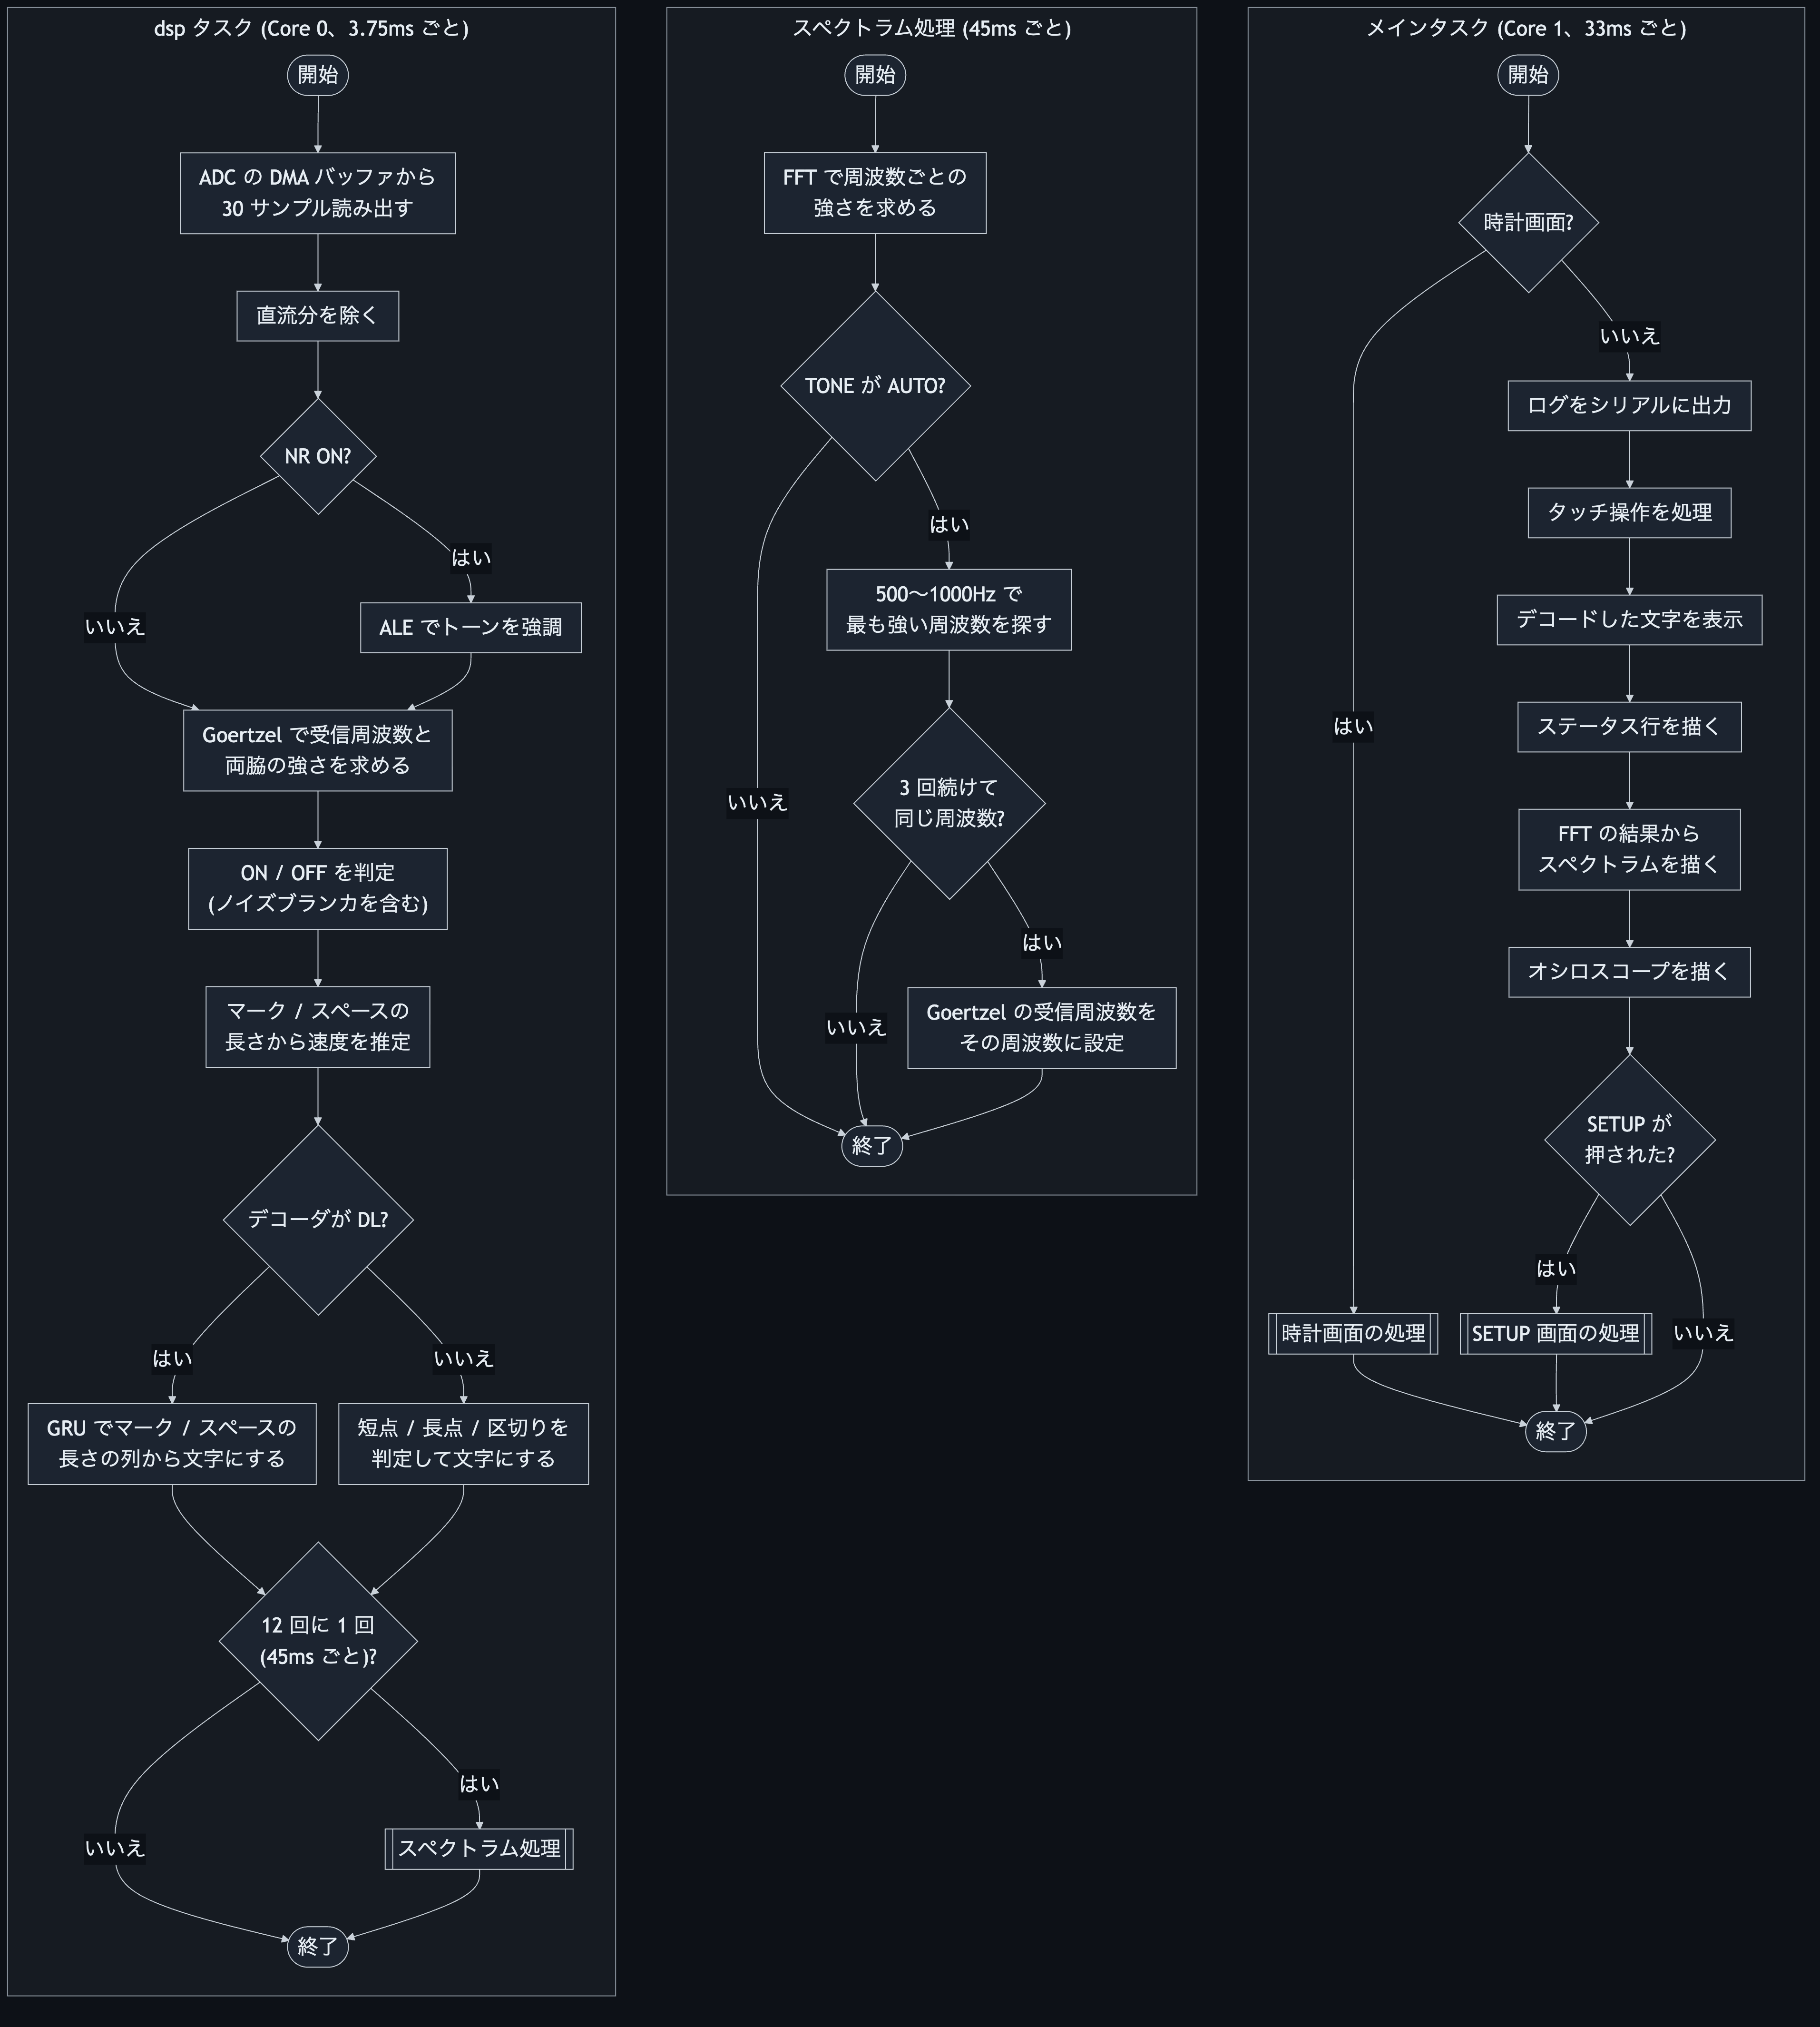 dsp タスク (Core 0、3.75ms ごと)
開始
ADC の DMA バッファから
30 サンプル読み出す
直流分を除く
NR ON?
はい
いいえ
ALE でトーンを強調
Goertzel で受信周波数と
両脇の強さを求める
ON / OFF を判定
(ノイズブランカを含む)
マーク / スペースの
長さから速度を推定
デコーダが DL?
はい
いいえ
GRU でマーク / スペースの
長さの列から文字にする
短点 / 長点 / 区切りを
判定して文字にする
12 回に 1 回
(45ms ごと)?
はい
いいえ
スペクトラム処理
終了
スペクトラム処理 (45ms ごと)
開始
FFT で周波数ごとの
強さを求める
TONE が AUTO?
はい
500〜1000Hz で
最も強い周波数を探す
いいえ
3 回続けて
同じ周波数?
はい
いいえ
Goertzel の受信周波数を
その周波数に設定
終了
メインタスク (Core 1、33ms ごと)
開始
時計画面?
いいえ
ログをシリアルに出力
タッチ操作を処理
デコードした文字を表示
はい
ステータス行を描く
FFT の結果から
スペクトラムを描く
オシロスコープを描く
SETUP が
押された?
はい
いいえ
時計画面の処理
SETUP 画面の処理
終了